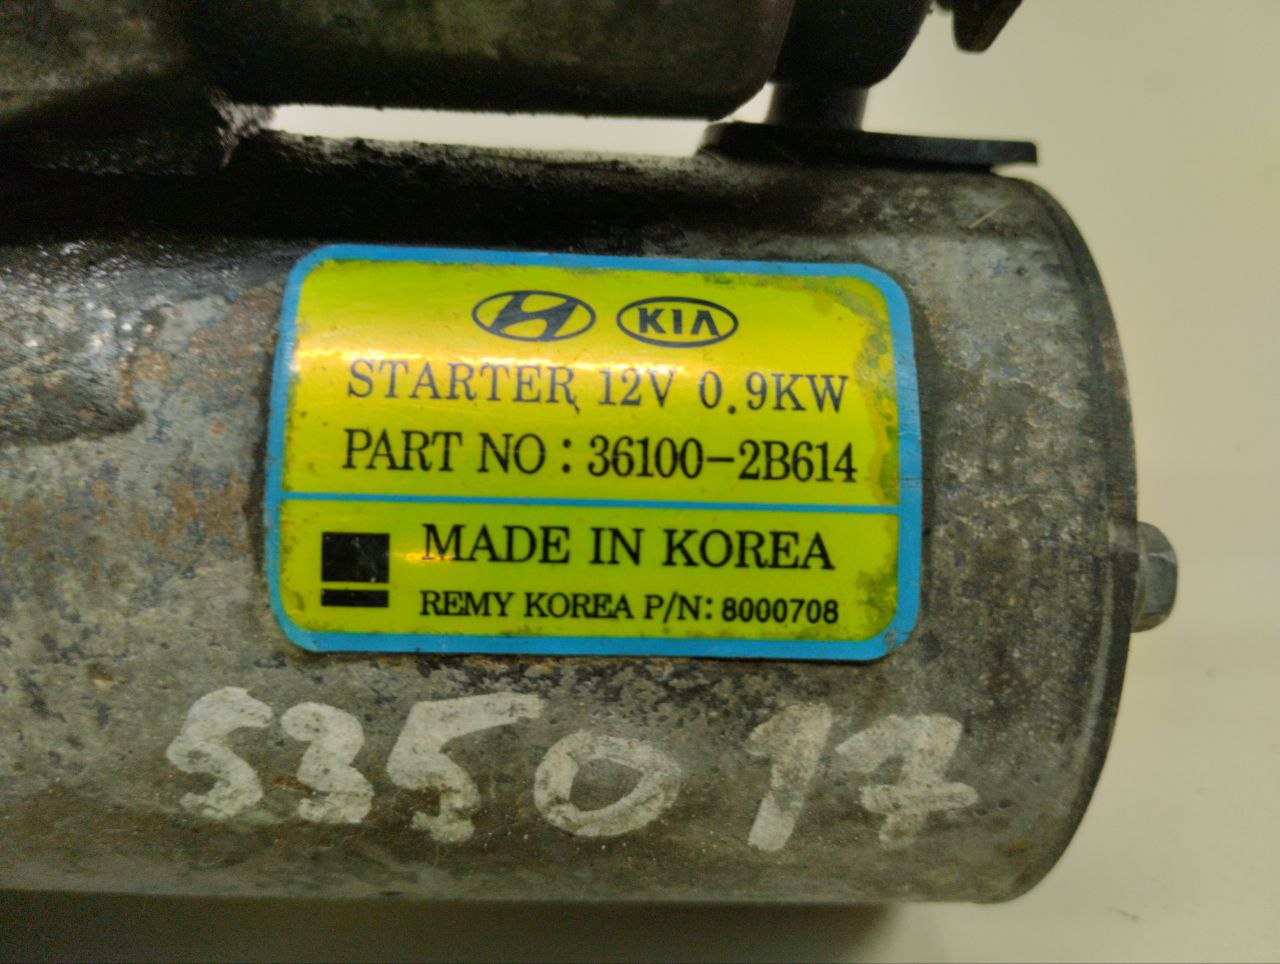 KIA
STARTER 12V 0.9KW
PART NO : 36100-2B614
MADE IN KOREA
REMY KOREA P/N: 8000708
535017